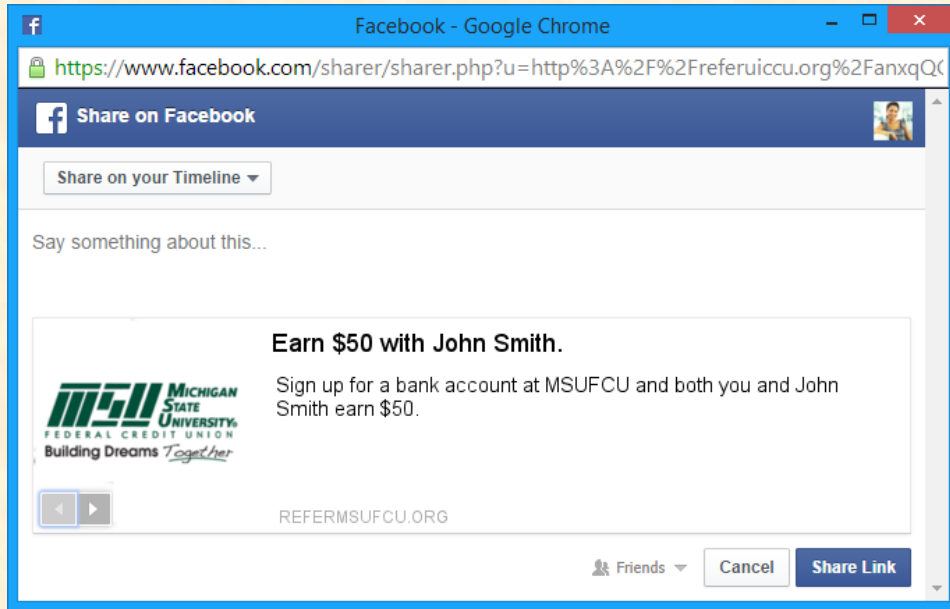 Facebook - Google Chrome
https://www.facebook.com/sharer/sharer.php?u=http%3A%2F%2Freferuiccu.org%2FanxqQ
Share on Facebook
Share on your Timeline
Say something about this...
Earn $50 with John Smith.
Sign up for a bank account at MSUFCU and both you and John
Smith earn $50.
MSU MICHIGAN
STATE
UNIVERSITY
FEDERAL CREDIT UNION
Building Dreams Together
REFERMSUFCU.ORG
Friends
Cancel
Share Link